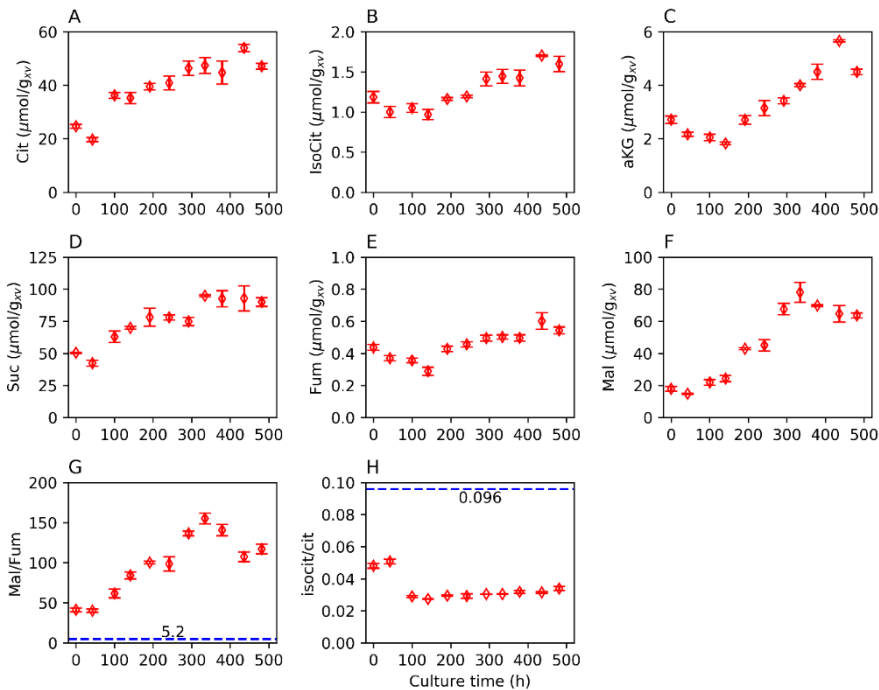 A
B
C
60
40
20
0
Cit (μmol/g_xv)
0 100 200 300 400 500
2.0
1.5
1.0
0.5
0.0
IsoCit (μmol/g_xv)
0 100 200 300 400 500
6
4
2
0
aKG (μmol/g_xv)
0 100 200 300 400 500
D
E
F
125
100
75
50
25
0
Suc (μmol/g_xv)
0 100 200 300 400 500
1.0
0.8
0.6
0.4
0.2
0.0
Fum (μmol/g_xv)
0 100 200 300 400 500
100
80
60
40
20
0
Mal (μmol/g_xv)
0 100 200 300 400 500
G
H
200
150
100
50
0
Mal/Fum
5.2
0 100 200 300 400 500
0.10
0.08
0.06
0.04
0.02
0.00
isocit/cit
0.096
0 100 200 300 400 500
Culture time (h)